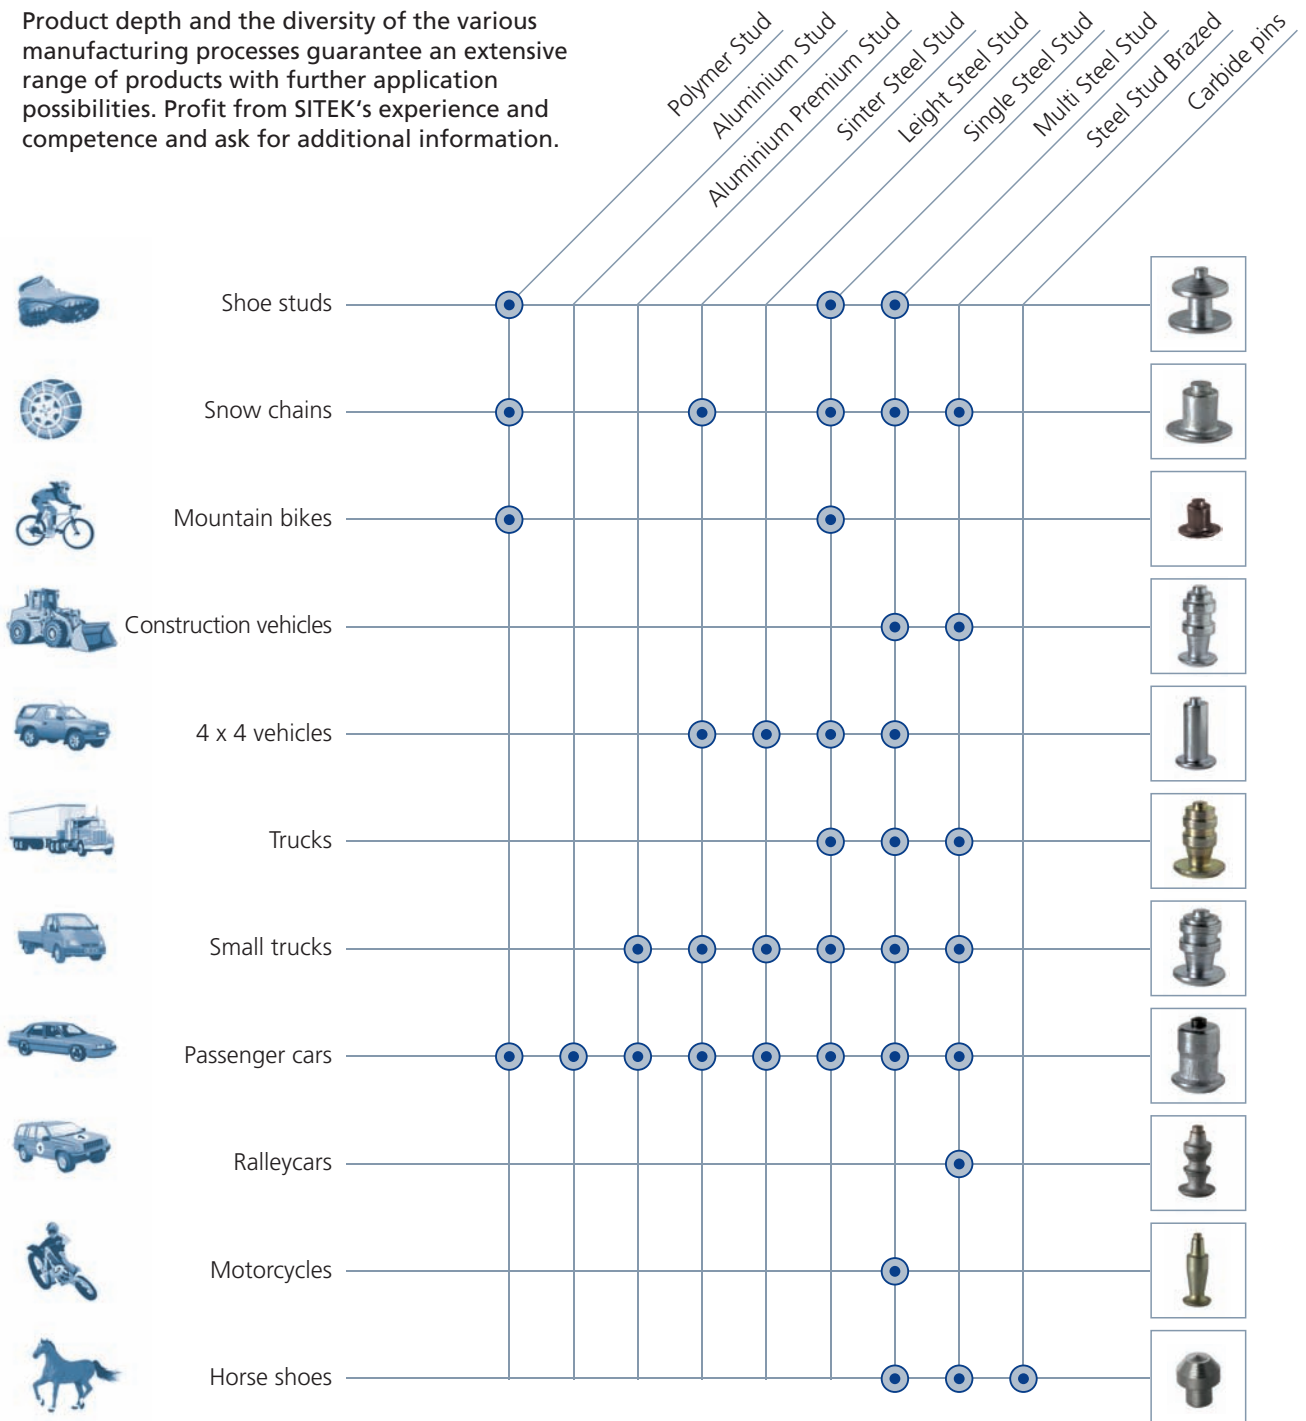 Product depth and the diversity of the various
manufacturing processes guarantee an extensive
range of products with further application
possibilities. Profit from SITEK‘s experience and
competence and ask for additional information.
Polymer Stud
Aluminium Stud
Aluminium Premium Stud
Sinter Steel Stud
Leight Steel Stud
Single Steel Stud
Multi Steel Stud
Steel Stud Brazed
Carbide pins
Shoe studs
Snow chains
Mountain bikes
Construction vehicles
4 x 4 vehicles
Trucks
Small trucks
Passenger cars
Ralleycars
Motorcycles
Horse shoes